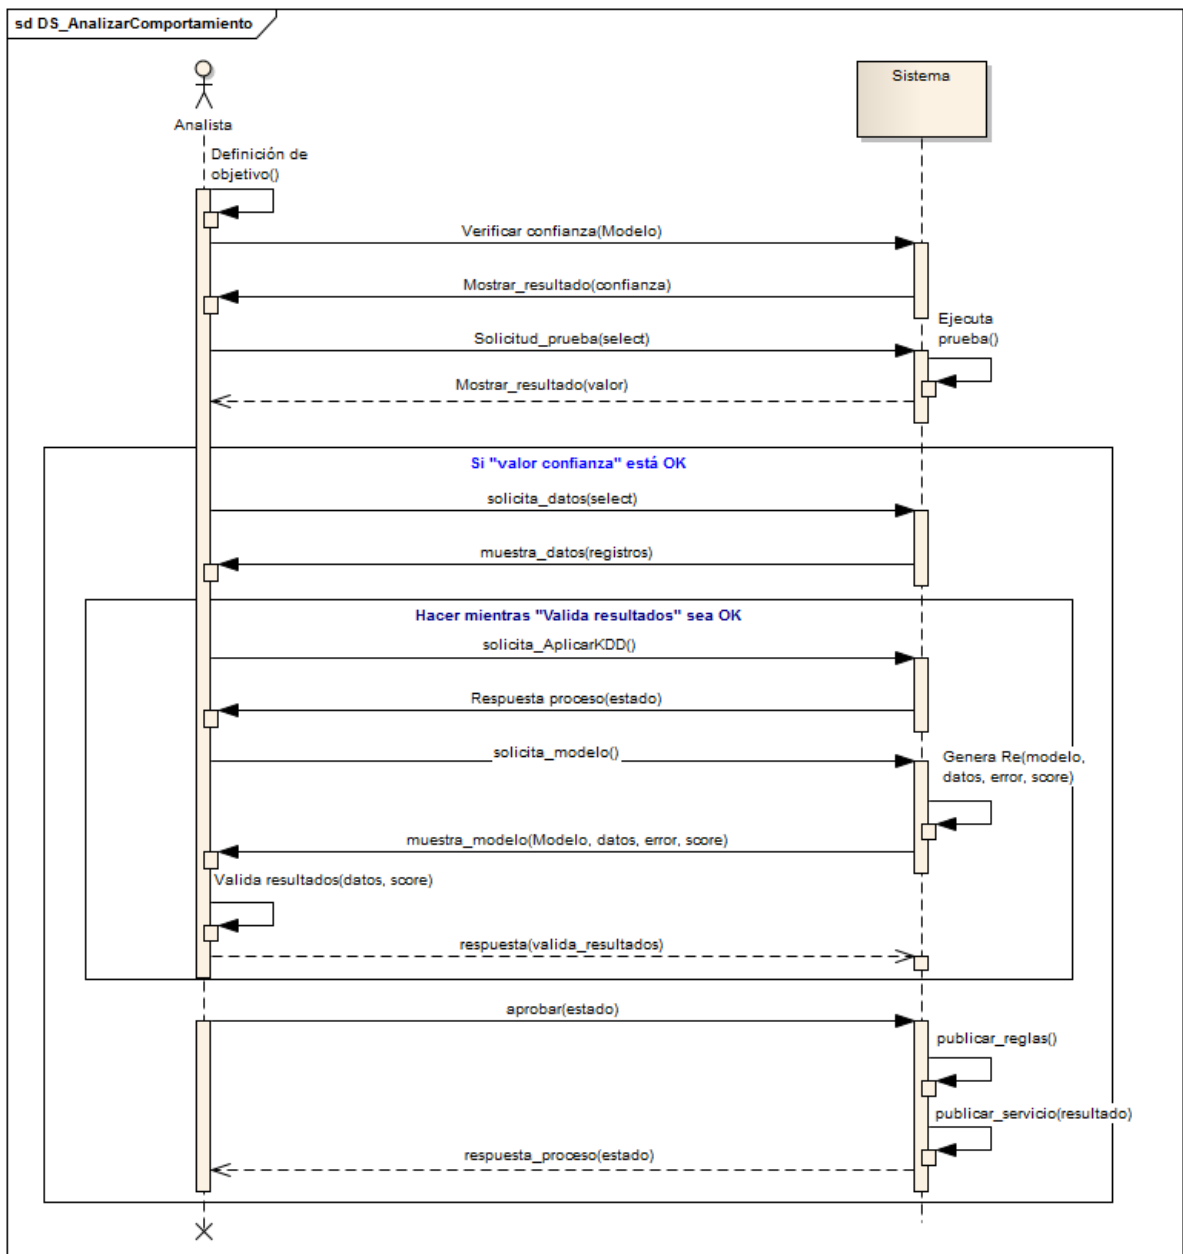 sd DS_AnalizarComportamiento
Sistema
Analista
Definición de
objetivo()
Verificar confianza(Modelo)
Mostrar_resultado(confianza)
Ejecuta
prueba()
Solicitud_prueba(select)
Mostrar_resultado(valor)
Si "valor confianza" está OK
solicita_datos(select)
muestra_datos(registros)
Hacer mientras "Valida resultados" sea OK
solicita_AplicarKDD()
Respuesta proceso(estado)
solicita_modelo()
Genera Re(modelo,
datos, error, score)
muestra_modelo(Modelo, datos, error, score)
Valida resultados(datos, score)
respuesta(valida_resultados)
aprobar(estado)
publicar_reglas()
publicar_servicio(resultado)
respuesta_proceso(estado)